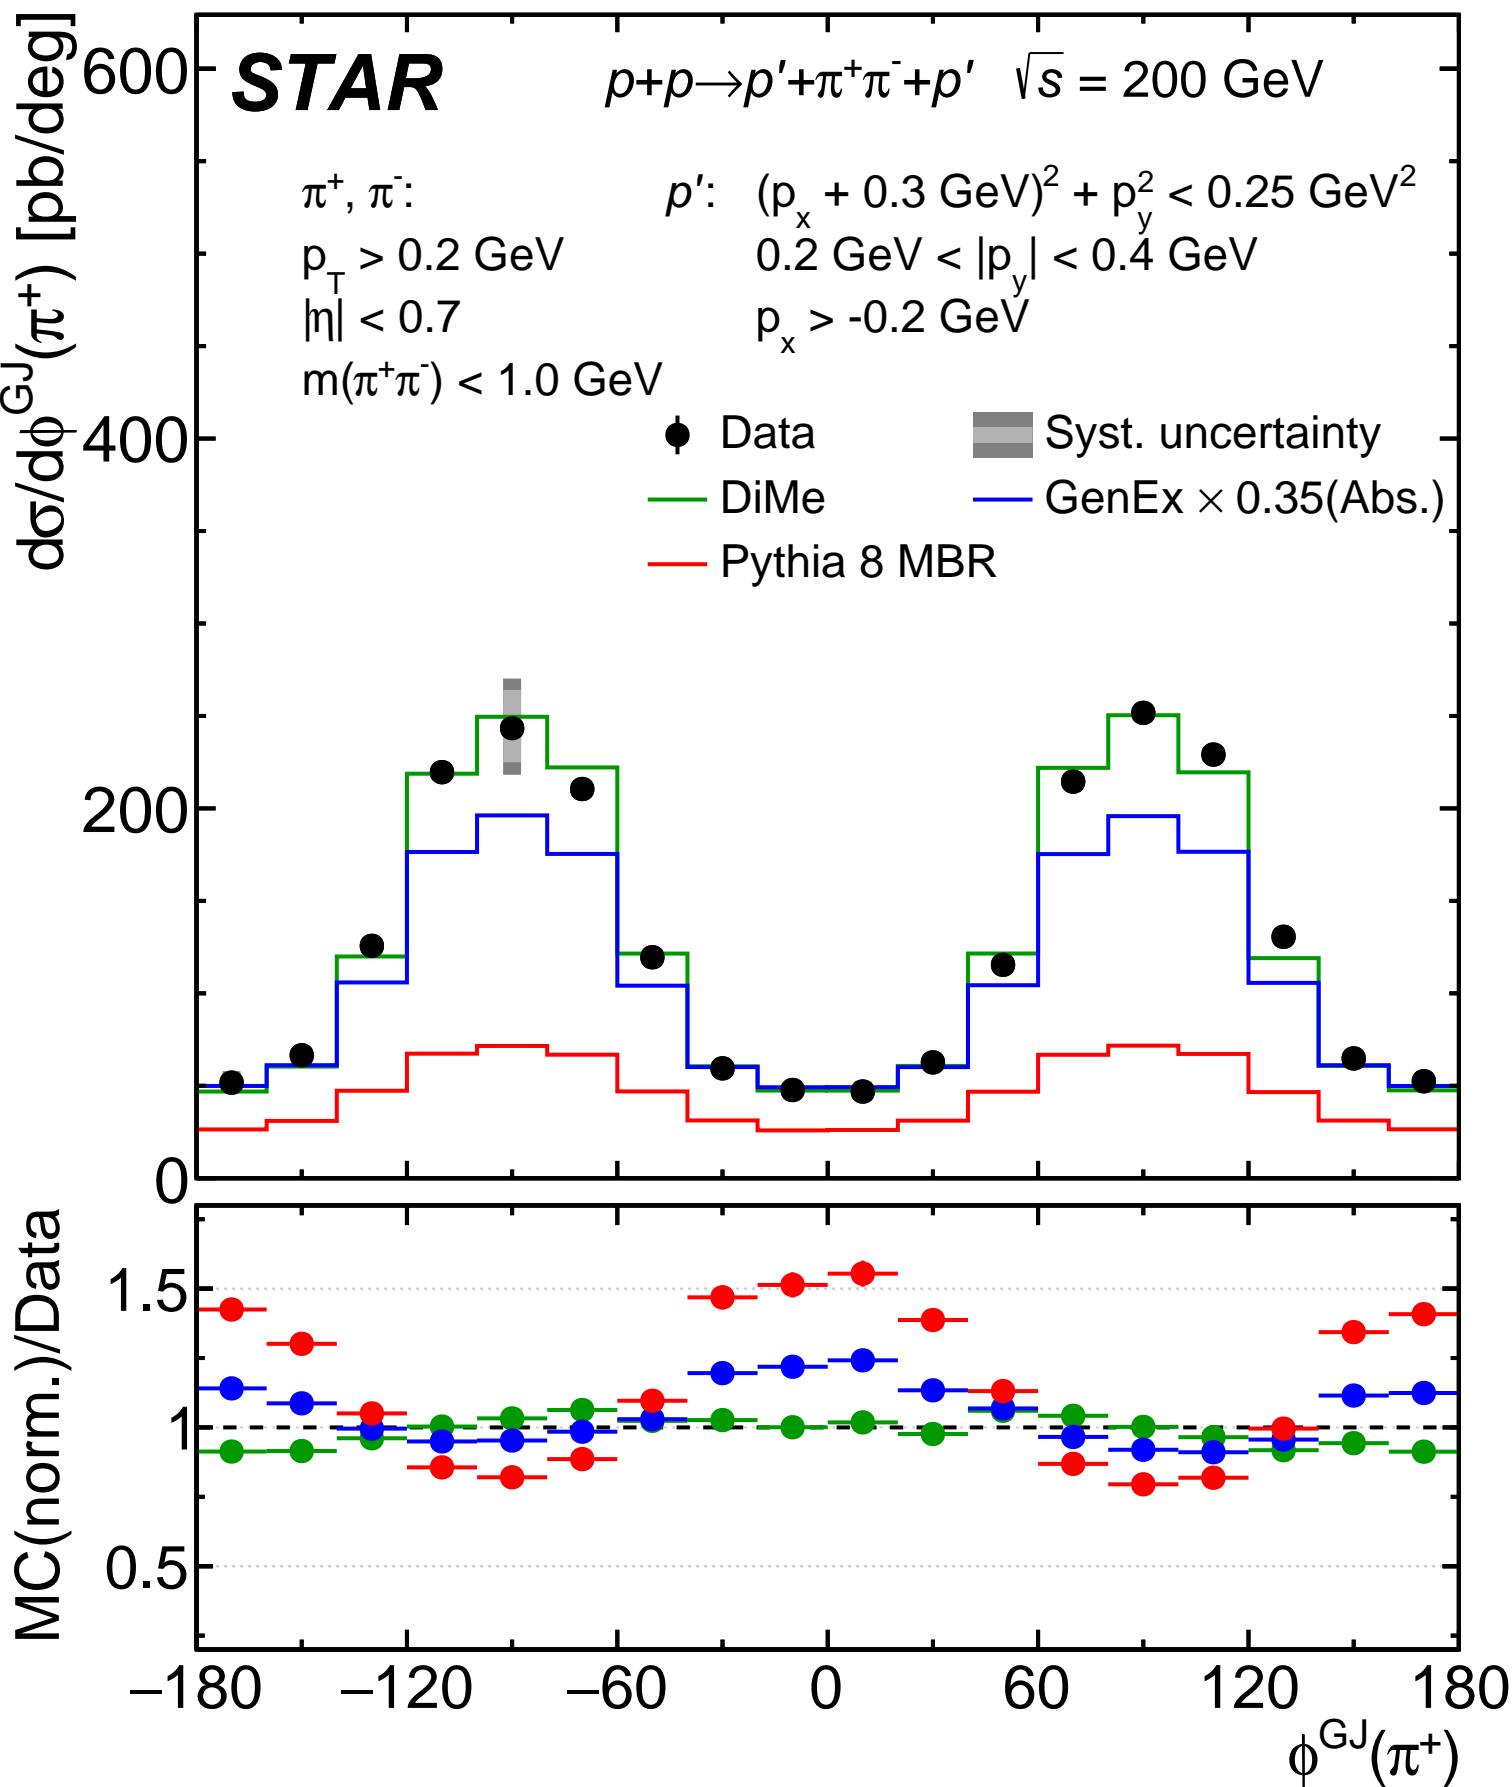 STAR p+p→p′+π⁺π⁻+p′ √s = 200 GeV
π⁺, π⁻: p′: (pₓ + 0.3 GeV)² + p_y² < 0.25 GeV²
p_T > 0.2 GeV 0.2 GeV < |p_y| < 0.4 GeV
|η| < 0.7 pₓ > -0.2 GeV
m(π⁺π⁻) < 1.0 GeV
Data Syst. uncertainty
DiMe GenEx × 0.35(Abs.)
Pythia 8 MBR
dσ/dϕ^GJ(π⁺) [pb/deg]
600
400
200
0
MC(norm.)/Data
1.5
1
0.5
−180 −120 −60 0 60 120 180
ϕ^GJ(π⁺)